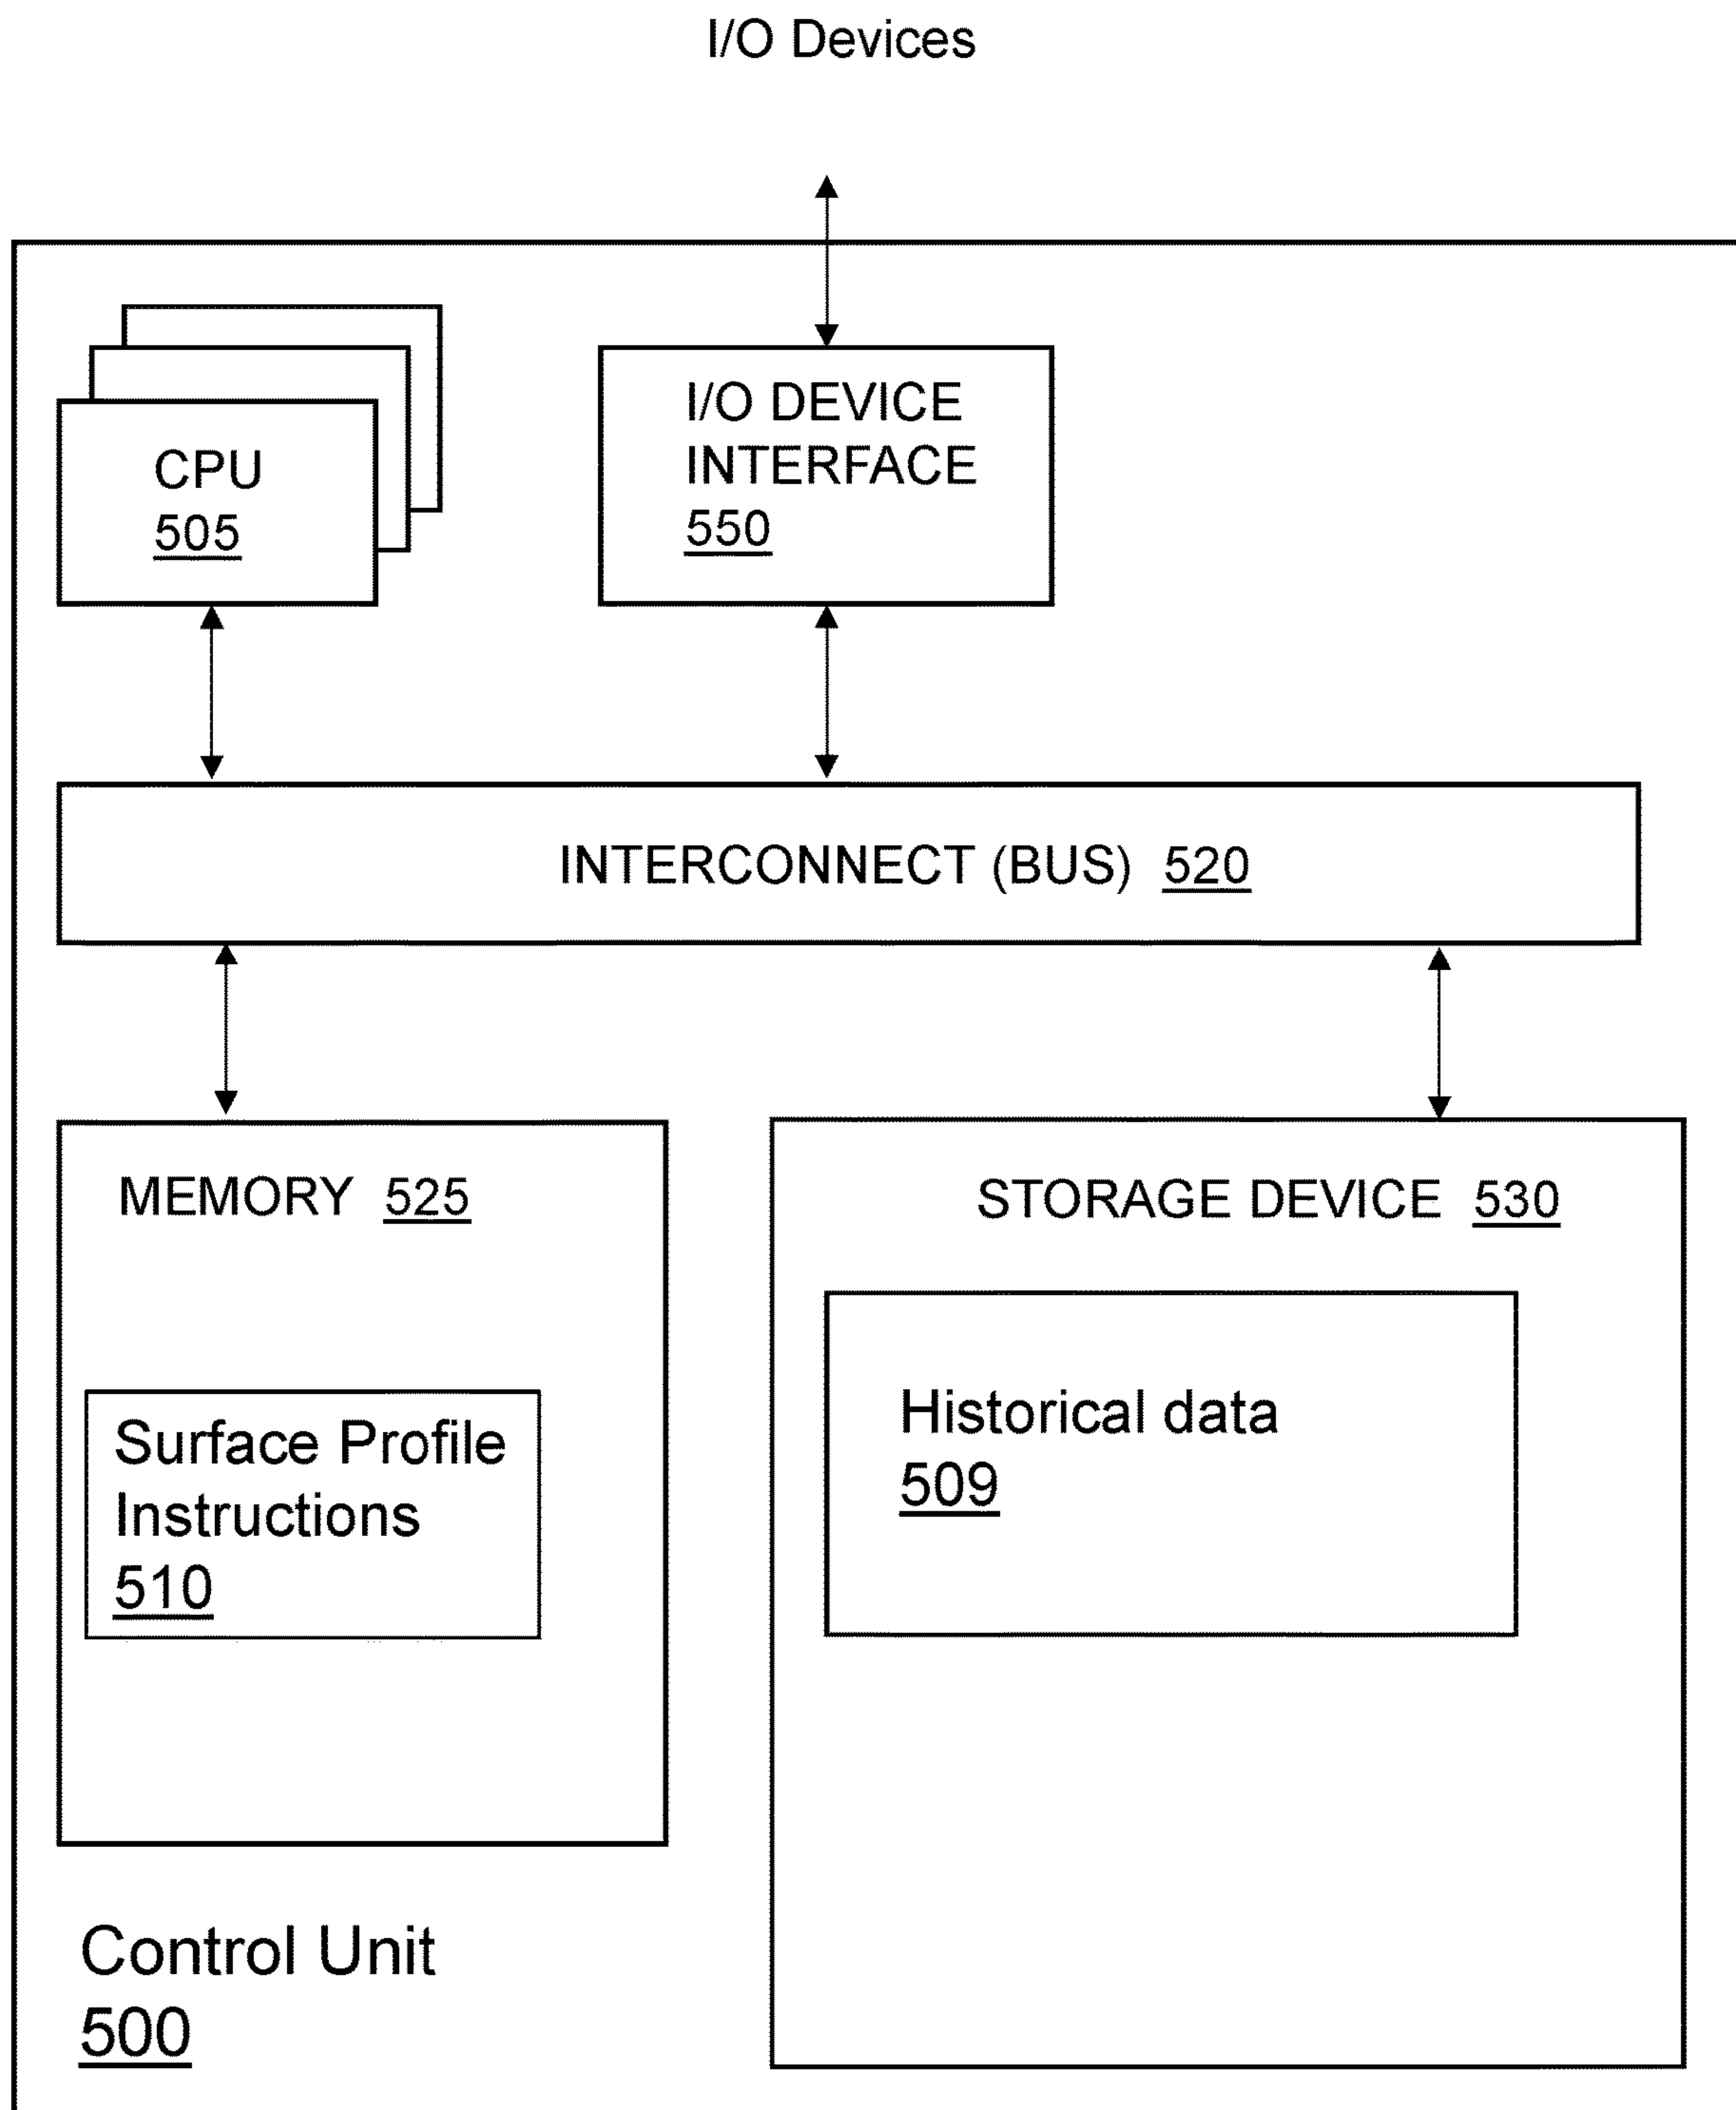 I/O Devices
CPU
505
I/O DEVICE
INTERFACE
550
INTERCONNECT (BUS) 520
MEMORY 525
Surface Profile
Instructions
510
STORAGE DEVICE 530
Historical data
509
Control Unit
500